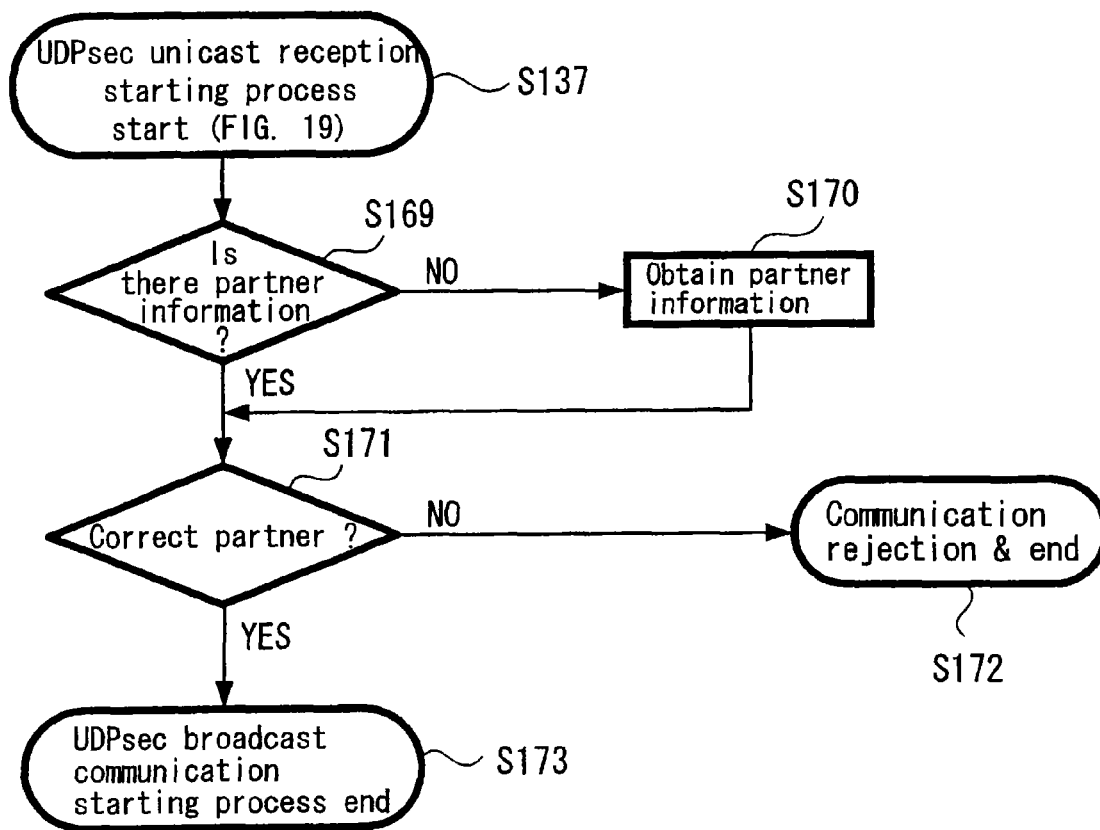 UDPsec unicast reception
starting process
start (FIG. 19)
S137
S169
Is
there partner
information
?
NO
S170
Obtain partner
information
YES
S171
Correct partner ?
NO
Communication
rejection & end
S172
YES
UDPsec broadcast
communication
starting process end
S173